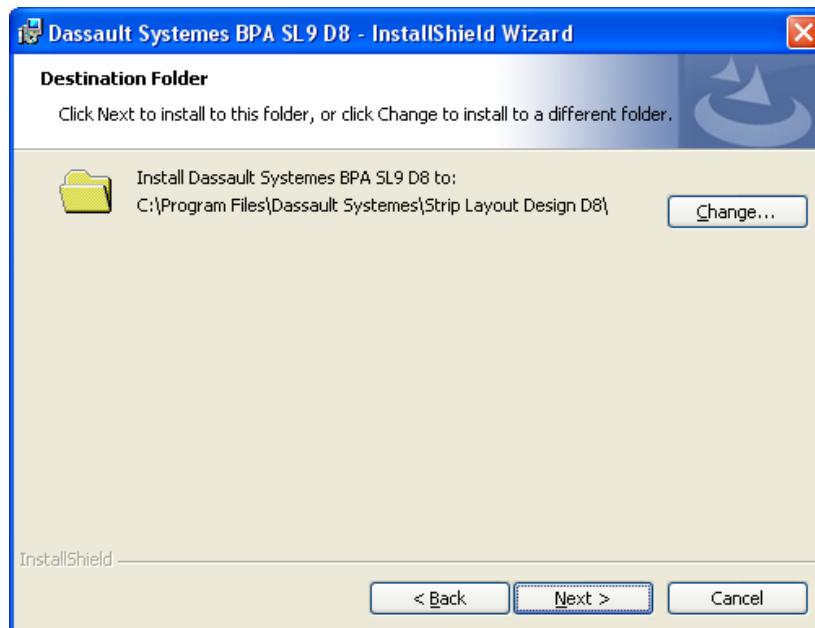 Dassault Systemes BPA SL9 D8 - InstallShield Wizard
Destination Folder
Click Next to install to this folder, or click Change to install to a different folder.
Install Dassault Systemes BPA SL9 D8 to:
C:\Program Files\Dassault Systemes\Strip Layout Design D8\
Change...
InstallShield
< Back
Next >
Cancel